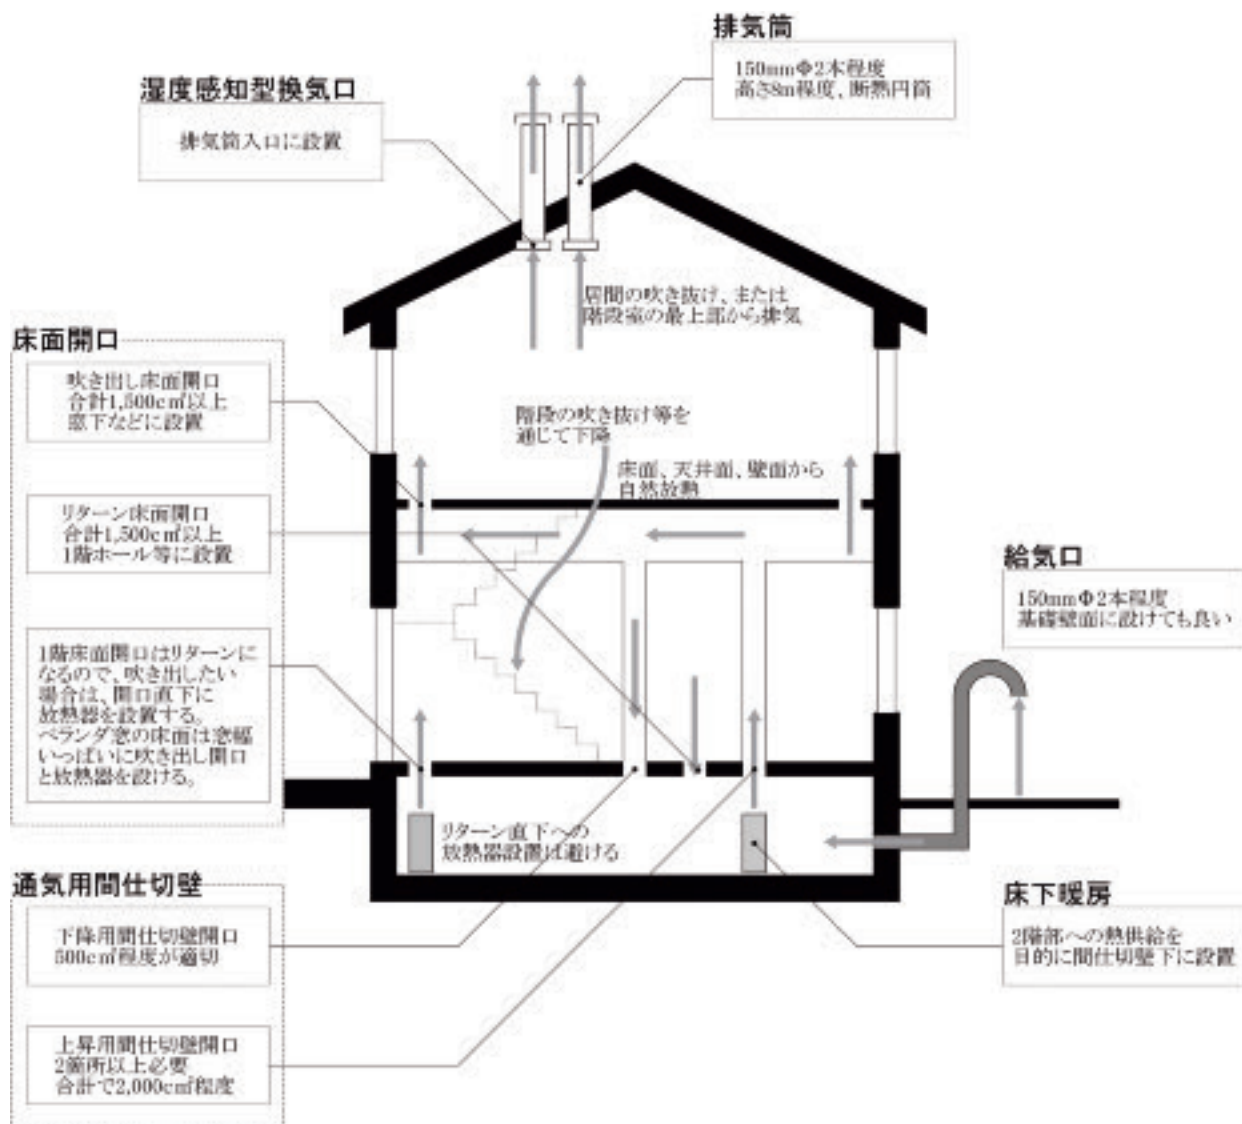 排気筒
150mmΦ2本程度
高さ8m程度、断熱円筒
湿度感知型換気口
排気筒入口に設置
居間の吹き抜け、または
階段室の最上部から排気
床面開口
吹き出し床面開口
合計1,500c㎡以上
窓下などに設置
リターン床面開口
合計1,500c㎡以上
1階ホール等に設置
1階床面開口はリターンに
なるので、吹き出したい
場合は、開口直下に
放熱器を設置する。
ベランダ窓の床面は窓幅
いっぱいに吹き出し開口
と放熱器を設ける。
階段の吹き抜け等を
通じて下降
床面、天井面、壁面から
自然放熱
給気口
150mmΦ2本程度
基礎壁面に設けても良い
リターン直下への
放熱器設置ば避ける
通気用間仕切壁
下降用間仕切壁開口
500c㎡程度が適切
上昇用間仕切壁開口
2箇所以上必要
合計で2,000c㎡程度
床下暖房
2階部への熱供給を
目的に間仕切壁下に設置